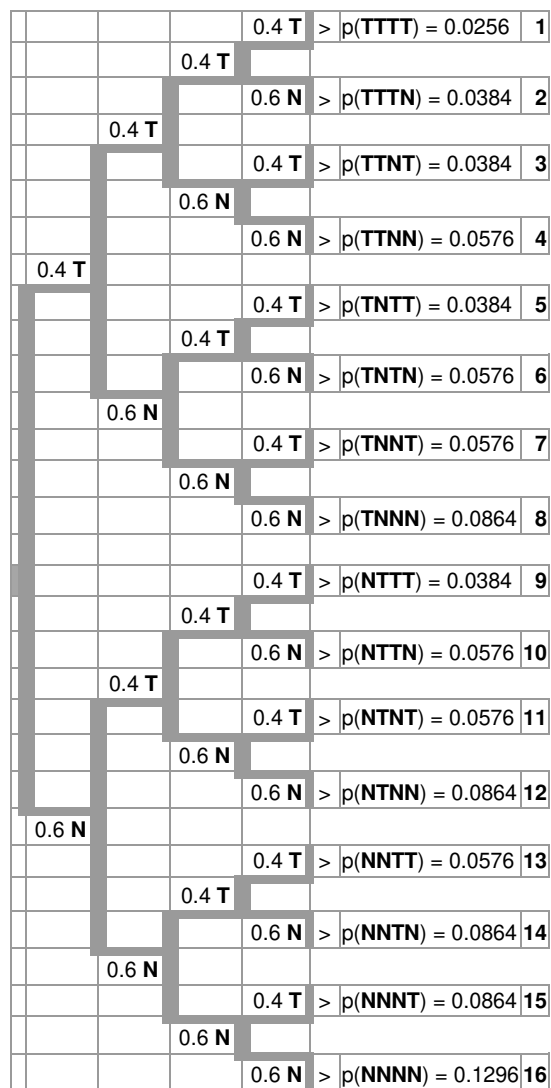 0.4 T > p(TTTT) = 0.0256 1
0.4 T
0.6 N > p(TTTN) = 0.0384 2
0.4 T
0.4 T > p(TTNT) = 0.0384 3
0.6 N
0.6 N > p(TTNN) = 0.0576 4
0.4 T
0.4 T > p(TNTT) = 0.0384 5
0.4 T
0.6 N > p(TNTN) = 0.0576 6
0.6 N
0.4 T > p(TNNT) = 0.0576 7
0.6 N
0.6 N > p(TNNN) = 0.0864 8
0.4 T > p(NTTT) = 0.0384 9
0.4 T
0.6 N > p(NTTN) = 0.0576 10
0.4 T
0.4 T > p(NTNT) = 0.0576 11
0.6 N
0.6 N > p(NTNN) = 0.0864 12
0.6 N
0.4 T > p(NNTT) = 0.0576 13
0.4 T
0.6 N > p(NNTN) = 0.0864 14
0.6 N
0.4 T > p(NNNT) = 0.0864 15
0.6 N
0.6 N > p(NNNN) = 0.1296 16